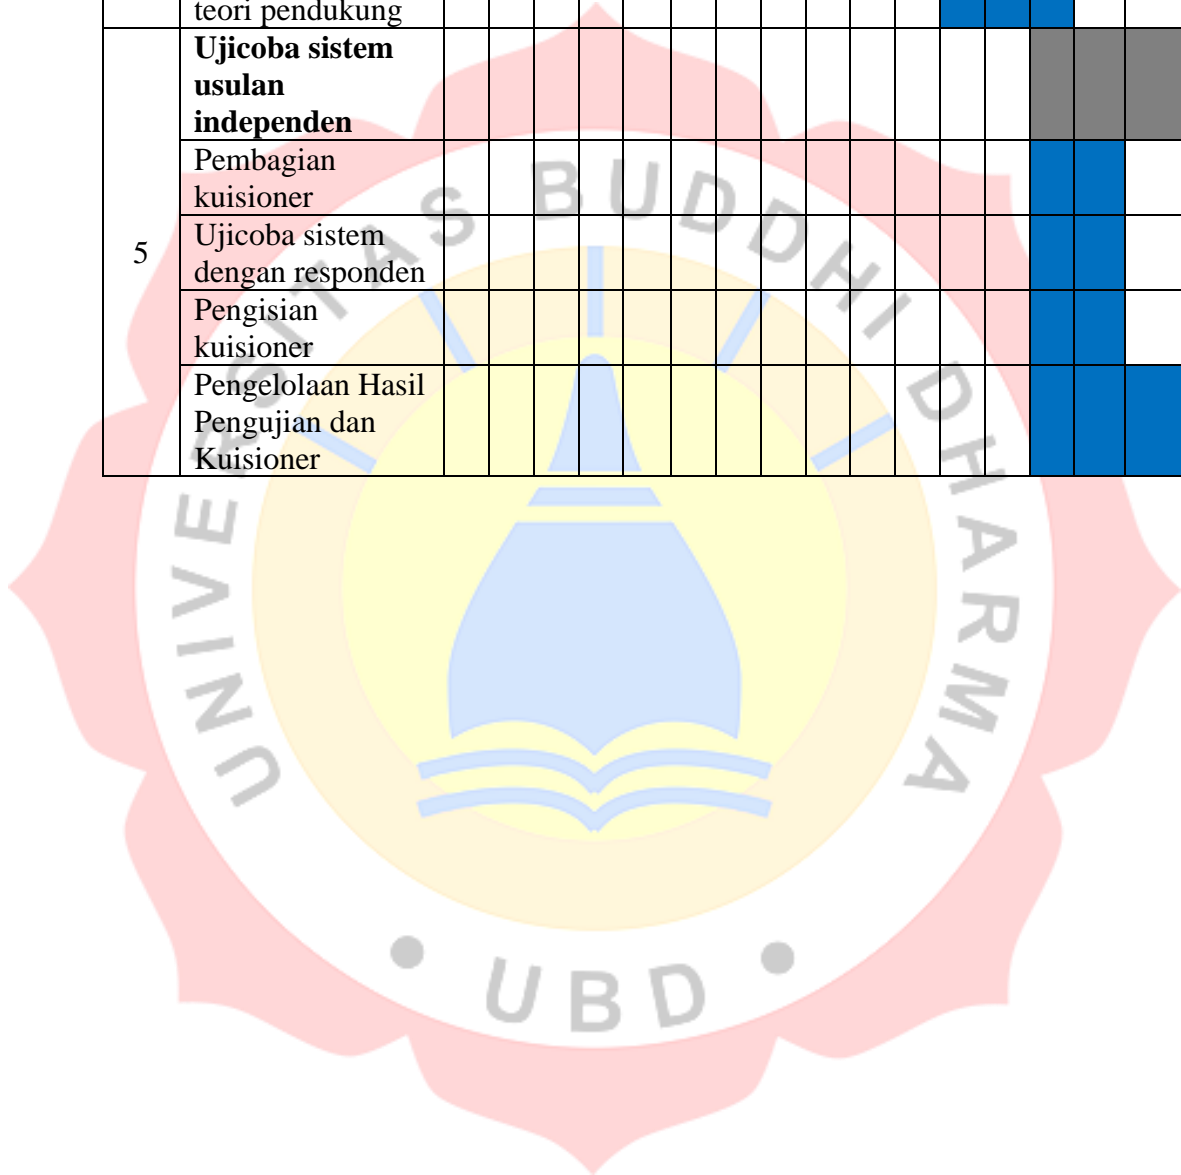 teori pendukung
Ujicoba sistem
usulan
independen
Pembagian
kuisioner
5
Ujicoba sistem
dengan responden
Pengisian
kuisioner
Pengelolaan Hasil
Pengujian dan
Kuisioner
UNIVERSITAS BUDDHI DHARMA
UBD